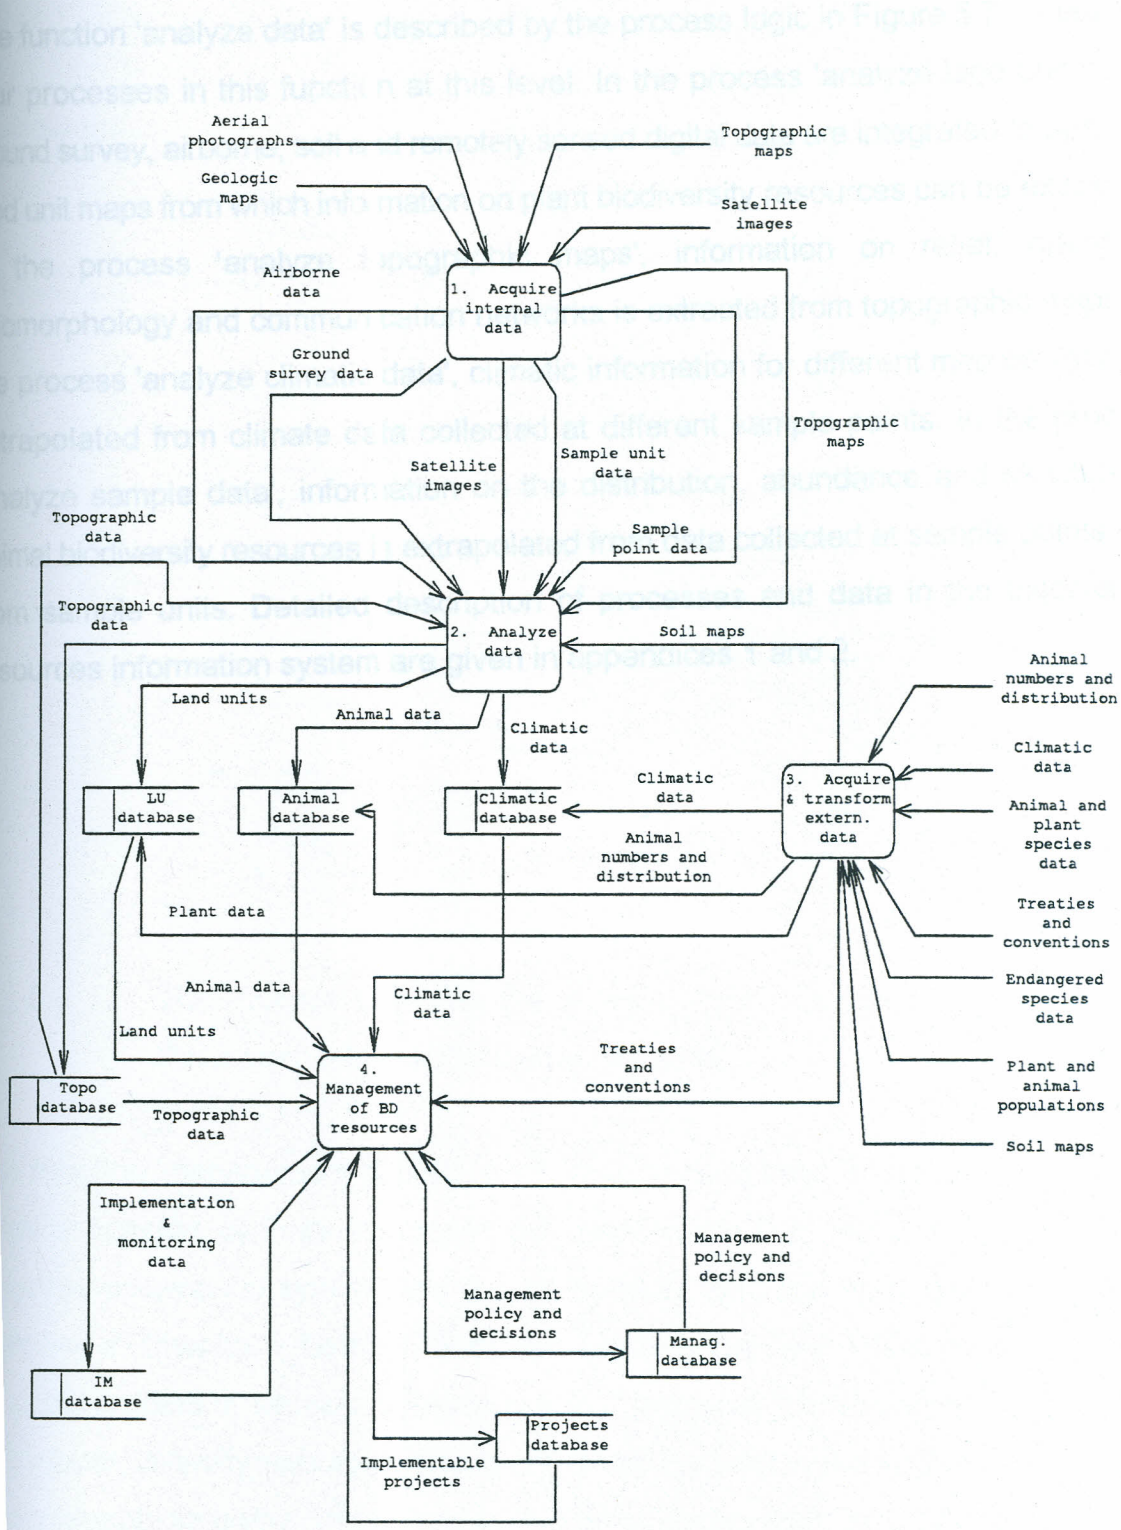 Aerial
photographs
Topographic
maps
Geologic
maps
Satellite
images
Airborne
data
1. Acquire
internal
data
Ground
survey data
Topographic
maps
Satellite
images
Sample unit
data
Topographic
data
Sample
point data
Topographic
data
2. Analyze
data
Soil maps
Animal
numbers and
distribution
Land units
Animal data
Climatic
data
Climatic
data
LU
database
Animal
database
Climatic
database
Climatic
data
3. Acquire
& transform
extern.
data
Animal and
plant
species
data
Animal
numbers and
distribution
Plant data
Treaties
and
conventions
Animal data
Climatic
data
Endangered
species
data
Land units
Treaties
and
conventions
4.
Management
of BD
resources
Plant and
animal
populations
Topo
database
Topographic
data
Soil maps
Implementation
&
monitoring
data
Management
policy and
decisions
Management
policy and
decisions
Manag.
database
IM
database
Projects
database
Implementable
projects